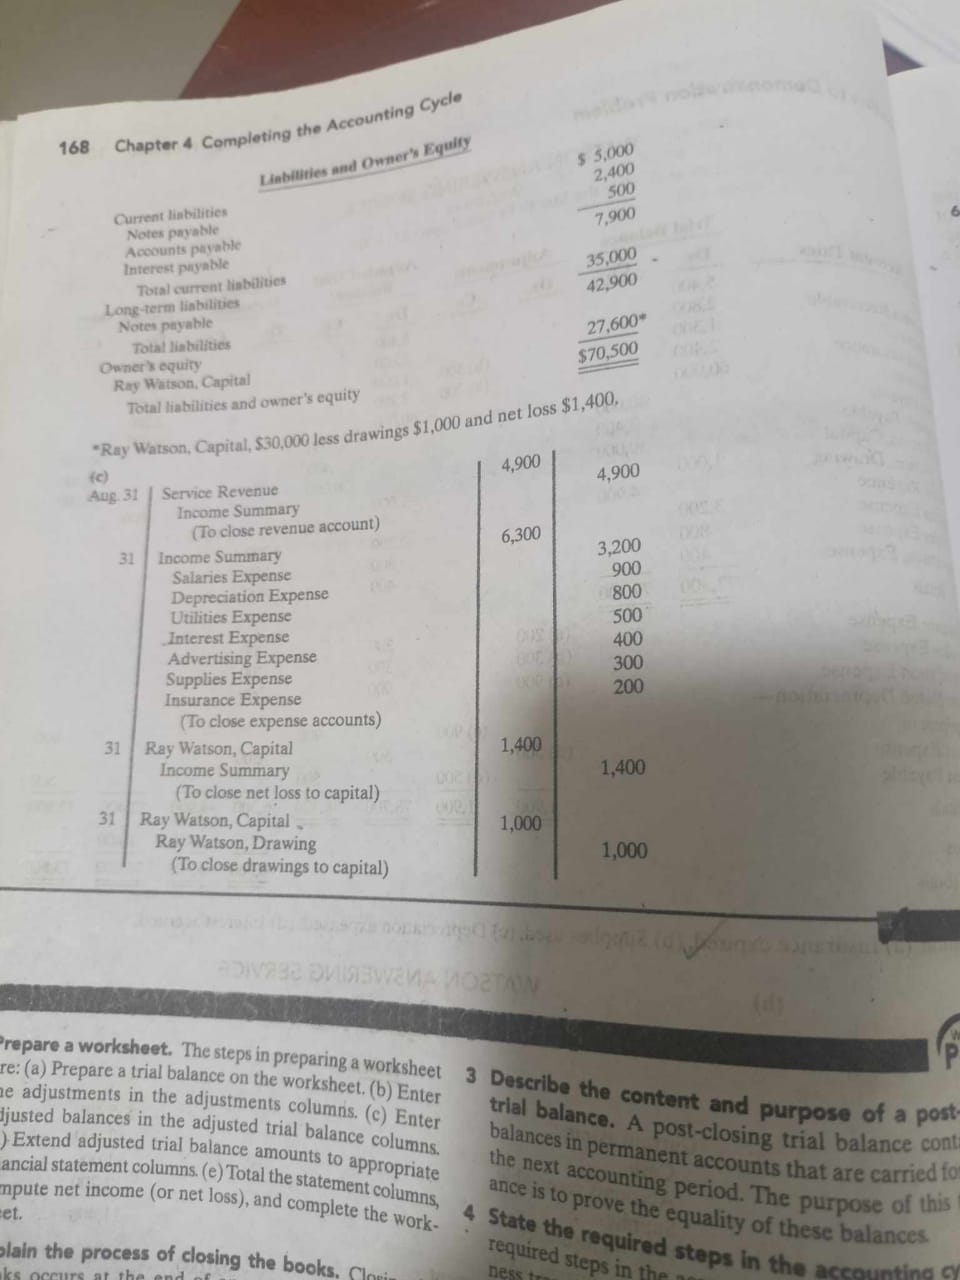 168 Chapter 4 Completing the Accounting Cycle
Liabilities and Owner's Equity
Current liabilities
Notes payable $ 5,000
Accounts payable 2,400
Interest payable 500
Total current liabilities 7,900
Long-term liabilities
Notes payable 35,000
Total liabilities 42,900
Owner's equity
Ray Watson, Capital 27,600*
Total liabilities and owner's equity $70,500
*Ray Watson, Capital, $30,000 less drawings $1,000 and net loss $1,400.
(c)
Aug. 31 Service Revenue 4,900
Income Summary 4,900
(To close revenue account)
31 Income Summary 6,300
Salaries Expense 3,200
Depreciation Expense 900
Utilities Expense 800
Interest Expense 500
Advertising Expense 400
Supplies Expense 300
Insurance Expense 200
(To close expense accounts)
31 Ray Watson, Capital 1,400
Income Summary 1,400
(To close net loss to capital)
31 Ray Watson, Capital 1,000
Ray Watson, Drawing 1,000
(To close drawings to capital)
Prepare a worksheet. The steps in preparing a worksheet
re: (a) Prepare a trial balance on the worksheet. (b) Enter
he adjustments in the adjustments columns. (c) Enter
djusted balances in the adjusted trial balance columns.
) Extend adjusted trial balance amounts to appropriate
ancial statement columns. (e) Total the statement columns,
mpute net income (or net loss), and complete the work-
eet.
plain the process of closing the books.
occurs at the end of
3 Describe the content and purpose of a post-
trial balance. A post-closing trial balance cont
balances in permanent accounts that are carried fo
the next accounting period. The purpose of this
ance is to prove the equality of these balances.
4 State the required steps in the accounting cy
required steps in the
ness